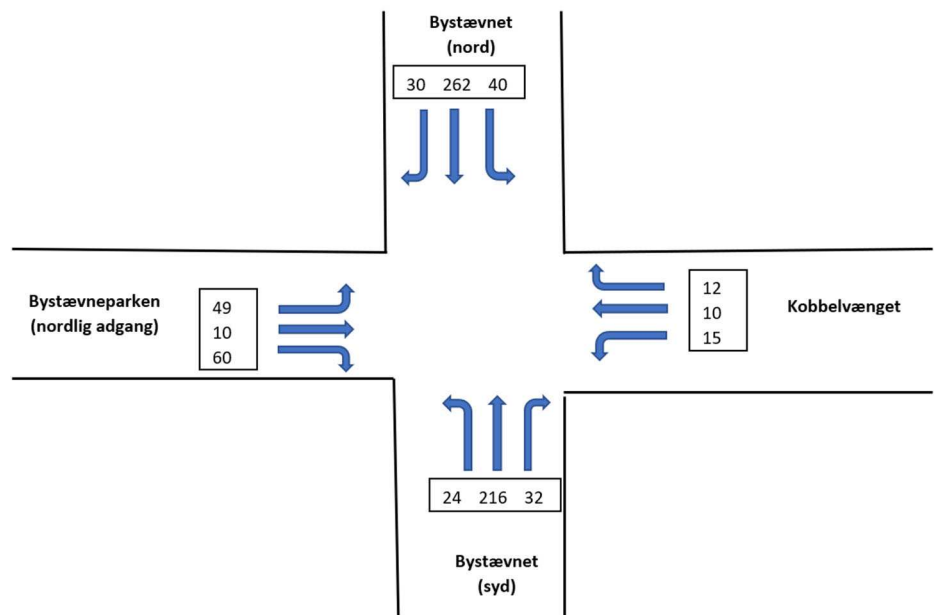 Bystævnet
(nord)
30 262 40
Bystævneparken
(nordlig adgang)
49
10
60
12
10
15
Kobbelvænget
24 216 32
Bystævnet
(syd)